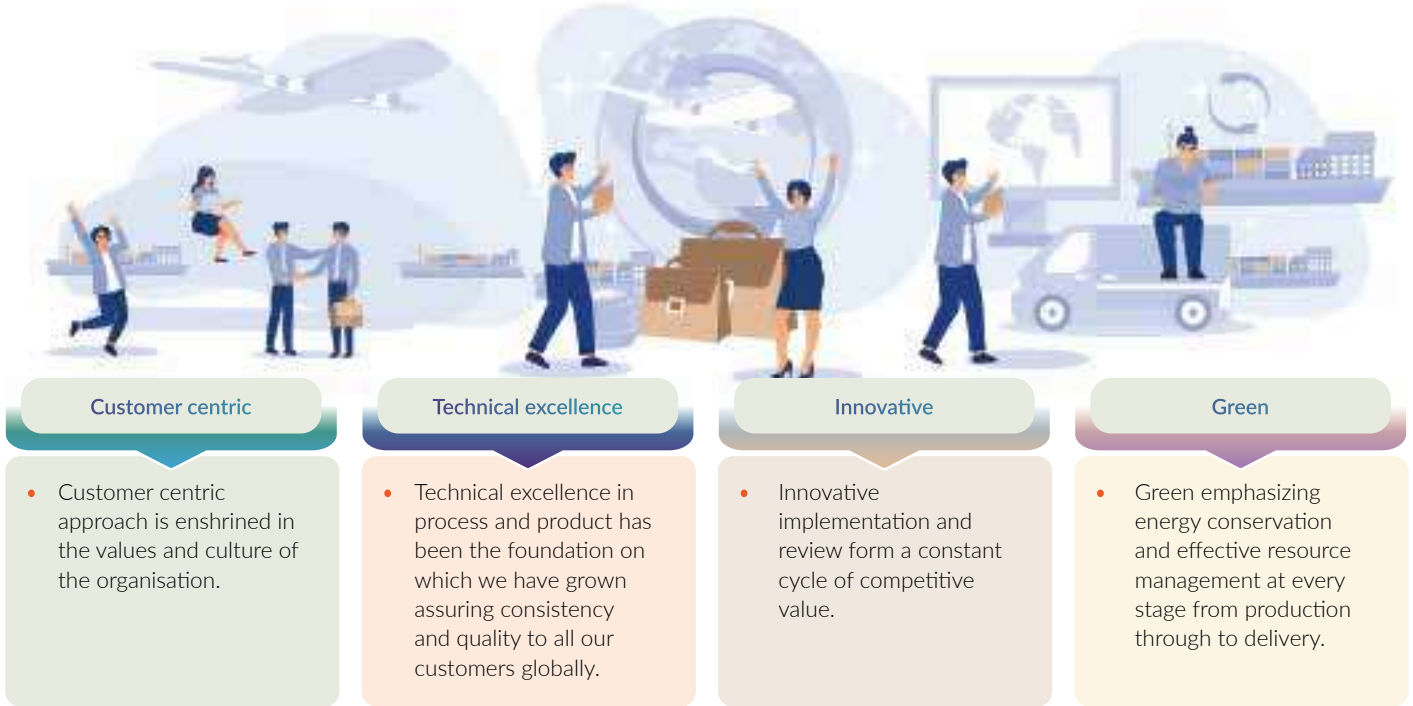 Customer centric
Customer centric
approach is enshrined in
the values and culture of
the organisation.
Technical excellence
Technical excellence in
process and product has
been the foundation on
which we have grown
assuring consistency
and quality to all our
customers globally.
Innovative
Innovative
implementation and
review form a constant
cycle of competitive
value.
Green
Green emphasizing
energy conservation
and effective resource
management at every
stage from production
through to delivery.